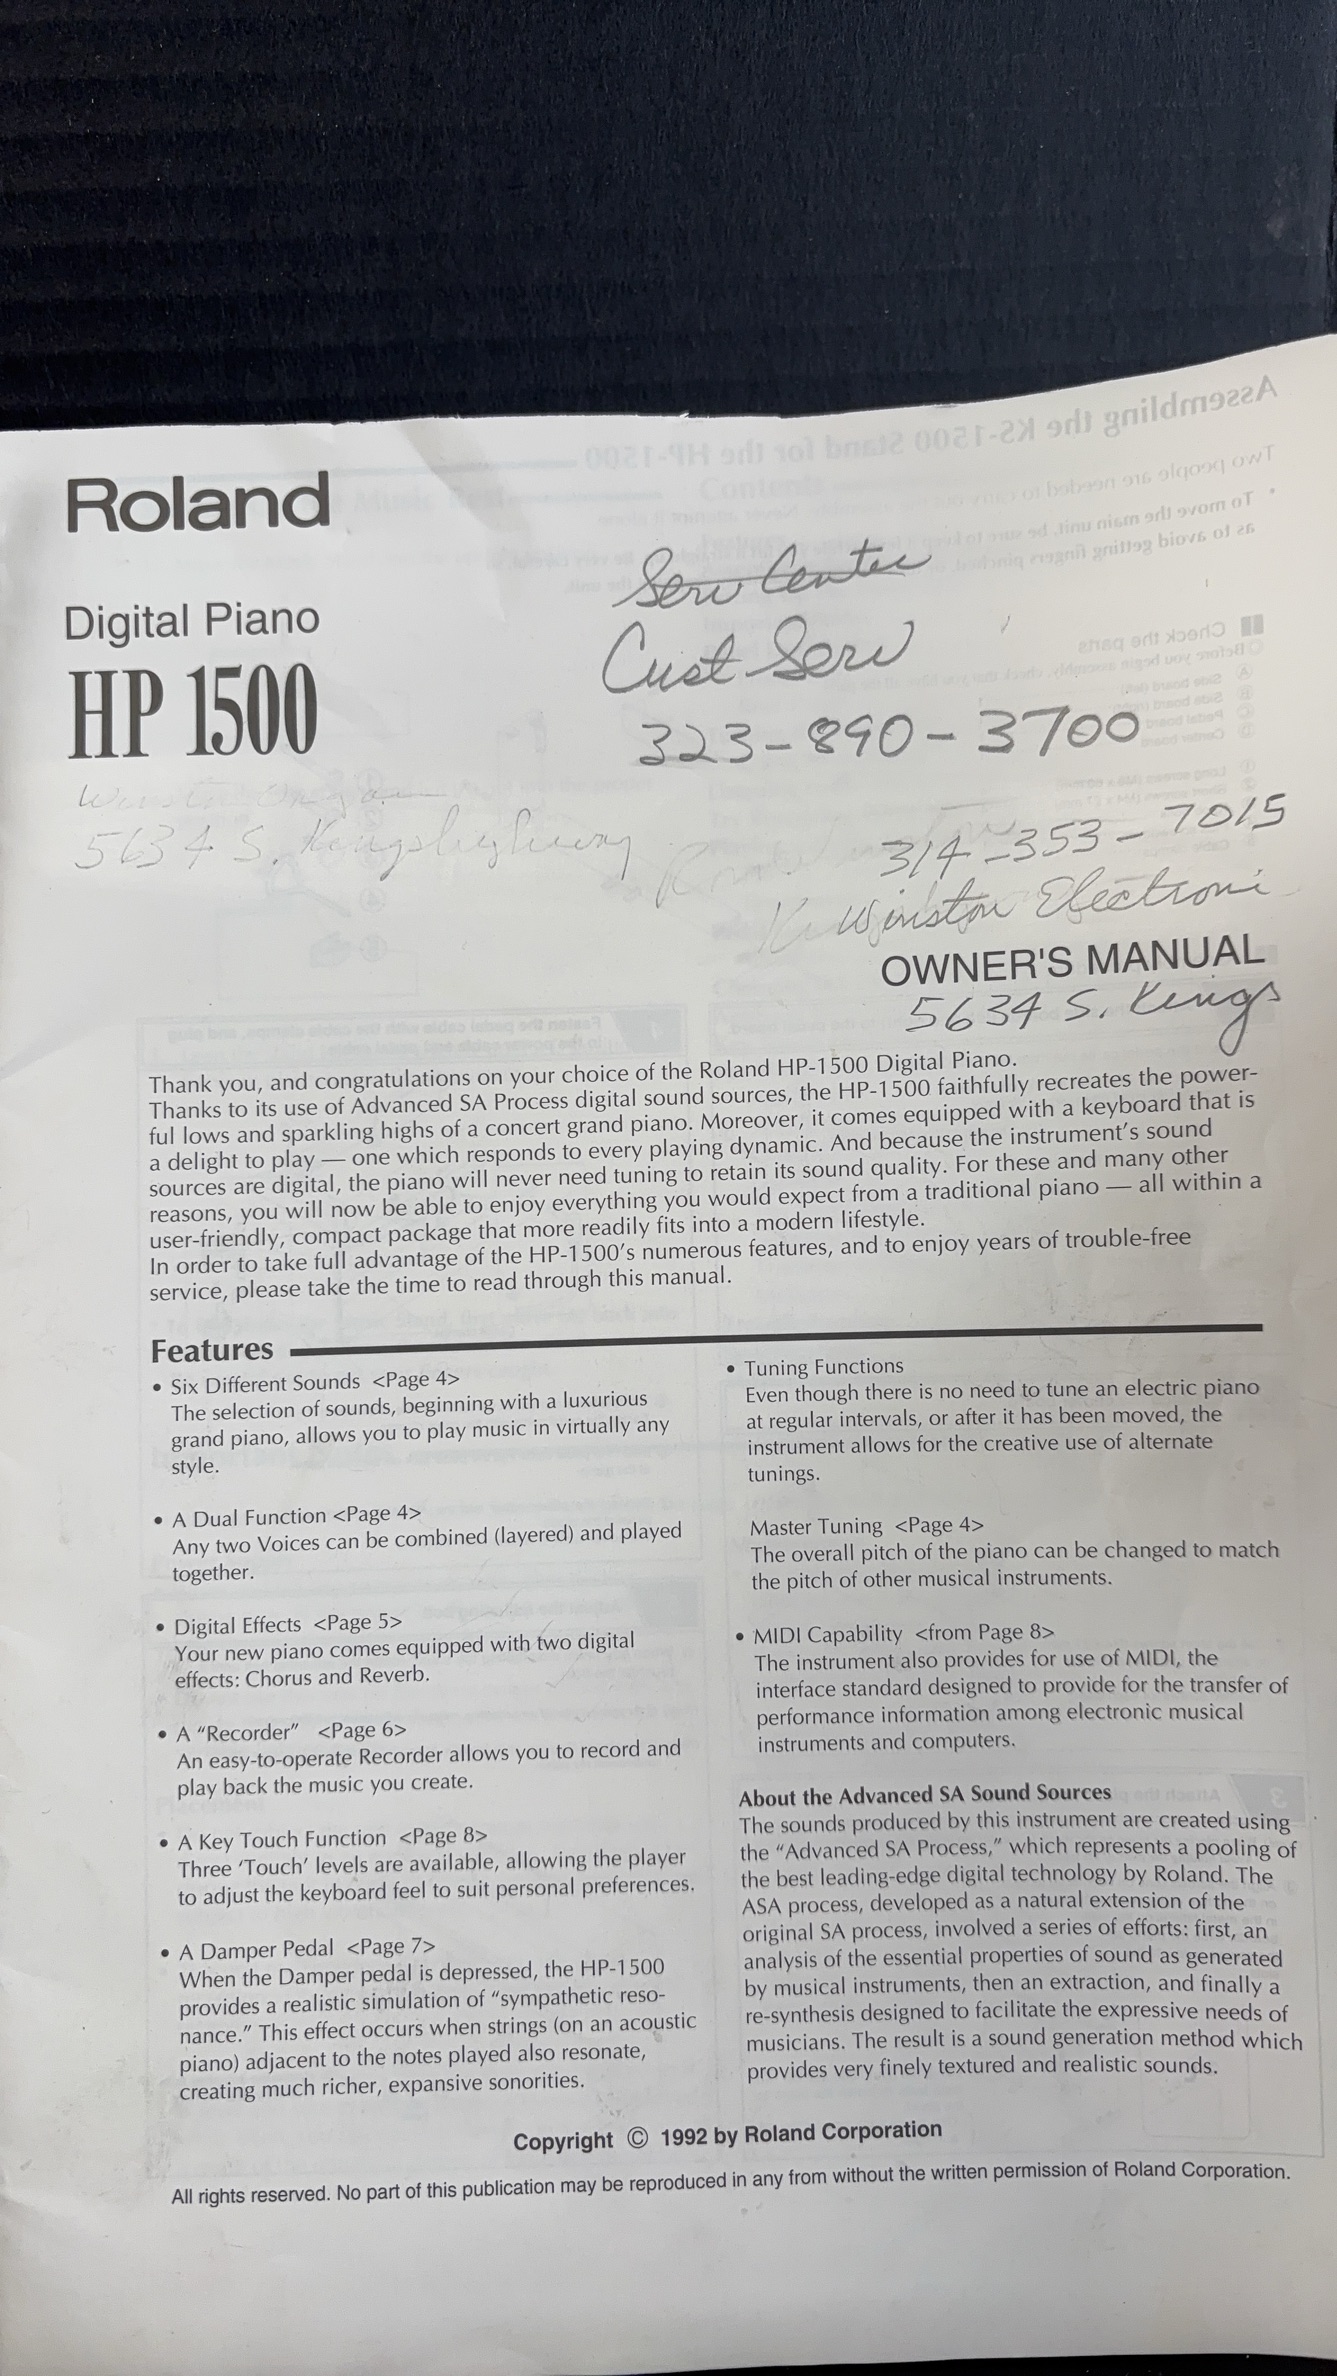 Assembling the KS-1500 Stand for the HP-1500
Roland
Digital Piano
HP 1500
Serv Center
Cust Serv
323-890-3700
5634 S. Kingshighway
314-353-7015
Winston Electroni
OWNER'S MANUAL
5634 S. Kings
Thank you, and congratulations on your choice of the Roland HP-1500 Digital Piano.
Thanks to its use of Advanced SA Process digital sound sources, the HP-1500 faithfully recreates the power-
ful lows and sparkling highs of a concert grand piano. Moreover, it comes equipped with a keyboard that is
a delight to play — one which responds to every playing dynamic. And because the instrument's sound
sources are digital, the piano will never need tuning to retain its sound quality. For these and many other
reasons, you will now be able to enjoy everything you would expect from a traditional piano — all within a
user-friendly, compact package that more readily fits into a modern lifestyle.
In order to take full advantage of the HP-1500's numerous features, and to enjoy years of trouble-free
service, please take the time to read through this manual.
Features
• Six Different Sounds <Page 4>
The selection of sounds, beginning with a luxurious
grand piano, allows you to play music in virtually any
style.
• A Dual Function <Page 4>
Any two Voices can be combined (layered) and played
together.
• Digital Effects <Page 5>
Your new piano comes equipped with two digital
effects: Chorus and Reverb.
• A “Recorder” <Page 6>
An easy-to-operate Recorder allows you to record and
play back the music you create.
• A Key Touch Function <Page 8>
Three ‘Touch’ levels are available, allowing the player
to adjust the keyboard feel to suit personal preferences.
• A Damper Pedal <Page 7>
When the Damper pedal is depressed, the HP-1500
provides a realistic simulation of “sympathetic reso-
nance.” This effect occurs when strings (on an acoustic
piano) adjacent to the notes played also resonate,
creating much richer, expansive sonorities.
• Tuning Functions
Even though there is no need to tune an electric piano
at regular intervals, or after it has been moved, the
instrument allows for the creative use of alternate
tunings.
Master Tuning <Page 4>
The overall pitch of the piano can be changed to match
the pitch of other musical instruments.
• MIDI Capability <from Page 8>
The instrument also provides for use of MIDI, the
interface standard designed to provide for the transfer of
performance information among electronic musical
instruments and computers.
About the Advanced SA Sound Sources
The sounds produced by this instrument are created using
the “Advanced SA Process,” which represents a pooling of
the best leading-edge digital technology by Roland. The
ASA process, developed as a natural extension of the
original SA process, involved a series of efforts: first, an
analysis of the essential properties of sound as generated
by musical instruments, then an extraction, and finally a
re-synthesis designed to facilitate the expressive needs of
musicians. The result is a sound generation method which
provides very finely textured and realistic sounds.
Copyright © 1992 by Roland Corporation
All rights reserved. No part of this publication may be reproduced in any from without the written permission of Roland Corporation.